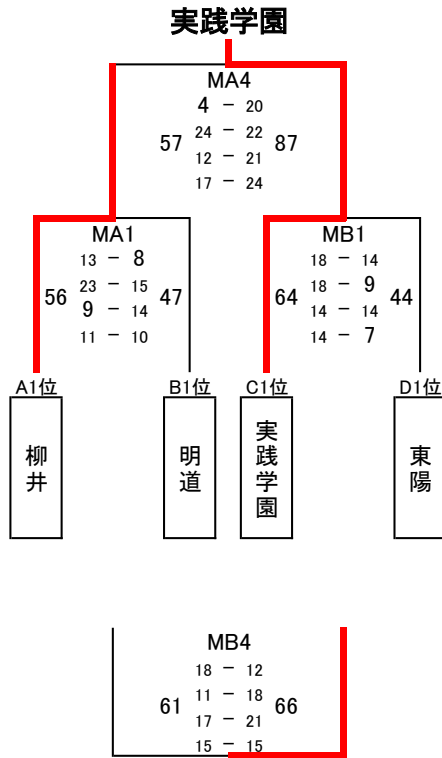 実践学園
MA4
4 － 20
24 － 22
57 87
12 － 21
17 － 24
MA1 MB1
13 － 8 18 － 14
23 － 15 18 － 9
56 47 64 44
9 － 14 14 － 14
11 － 10 14 － 7
A1位 B1位 C1位 D1位
柳井 明道 実践学園 東陽
MB4
18 － 12
11 － 18
61 66
17 － 21
15 － 15